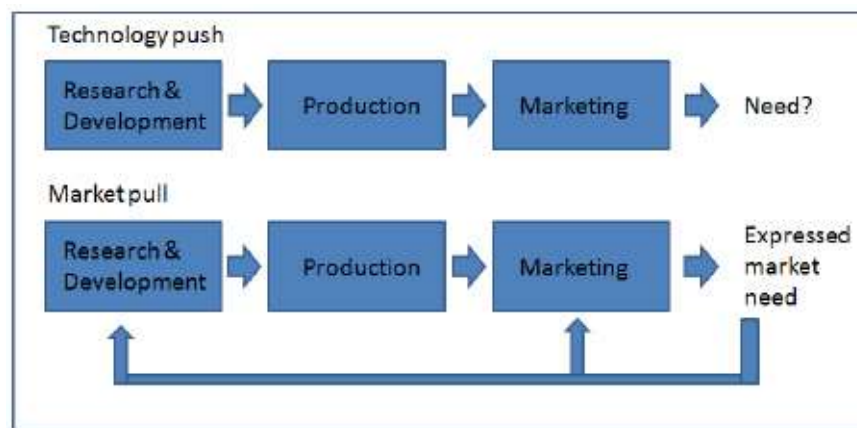 Technology push
Research &
Development
Production
Marketing
Need?
Market pull
Research &
Development
Production
Marketing
Expressed
market
need